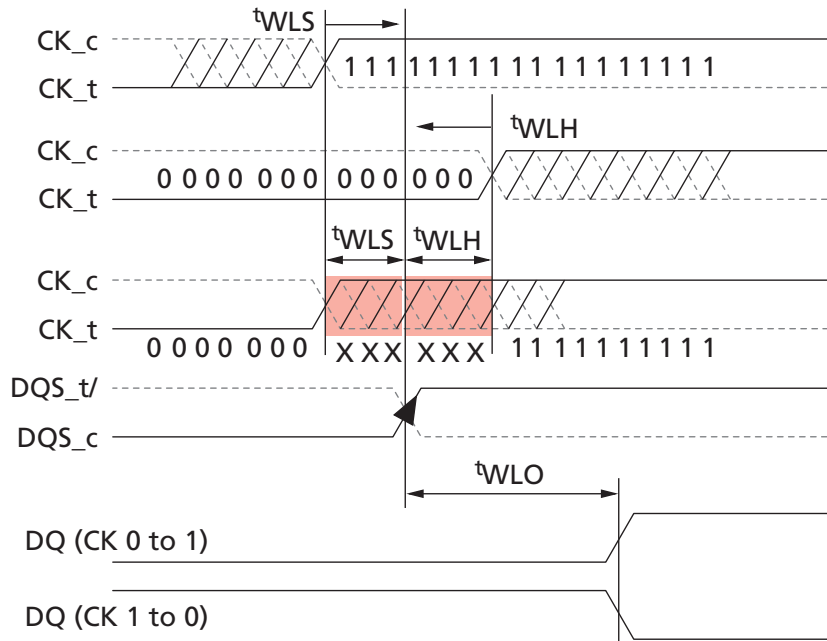 tWLS
CK_c
1 1 1 1 1 1 1 1 1 1 1 1 1 1 1 1 1
CK_t
tWLH
CK_c
0 0 0 0 0 0 0 0 0 0 0 0 0
CK_t
tWLS tWLH
CK_c
CK_t
0 0 0 0 0 0 0 X X X X X X 1 1 1 1 1 1 1 1 1
DQS_t/
DQS_c
tWLO
DQ (CK 0 to 1)
DQ (CK 1 to 0)